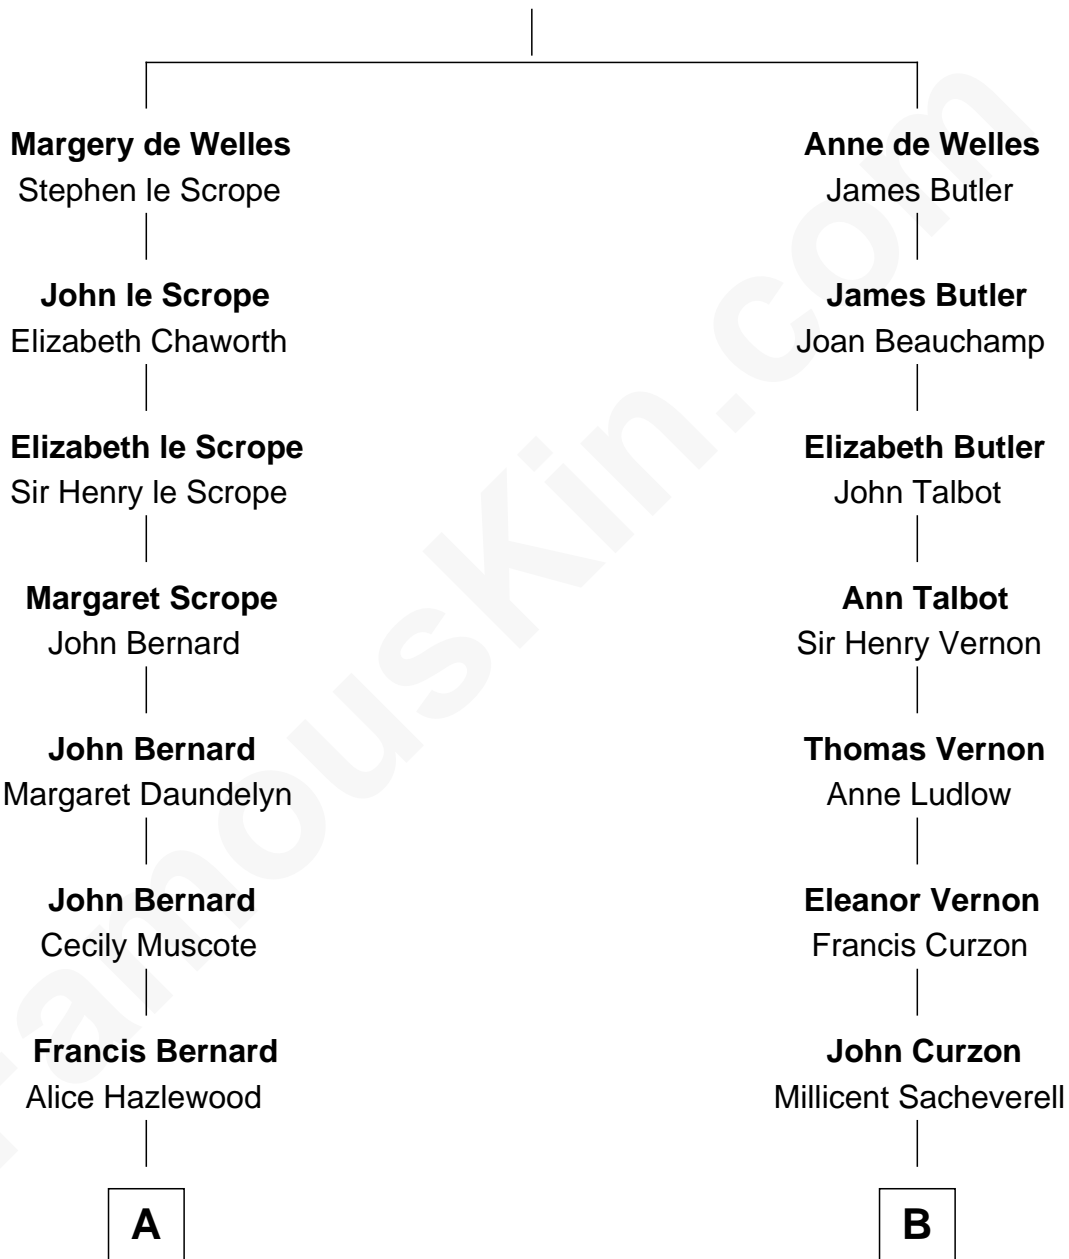 Margery de Welles
Stephen le Scrope
John le Scrope
Elizabeth Chaworth
Elizabeth le Scrope
Sir Henry le Scrope
Margaret Scrope
John Bernard
John Bernard
Margaret Daundelyn
John Bernard
Cecily Muscote
Francis Bernard
Alice Hazlewood
A
Anne de Welles
James Butler
James Butler
Joan Beauchamp
Elizabeth Butler
John Talbot
Ann Talbot
Sir Henry Vernon
Thomas Vernon
Anne Ludlow
Eleanor Vernon
Francis Curzon
John Curzon
Millicent Sacheverell
B
FamousKin.com